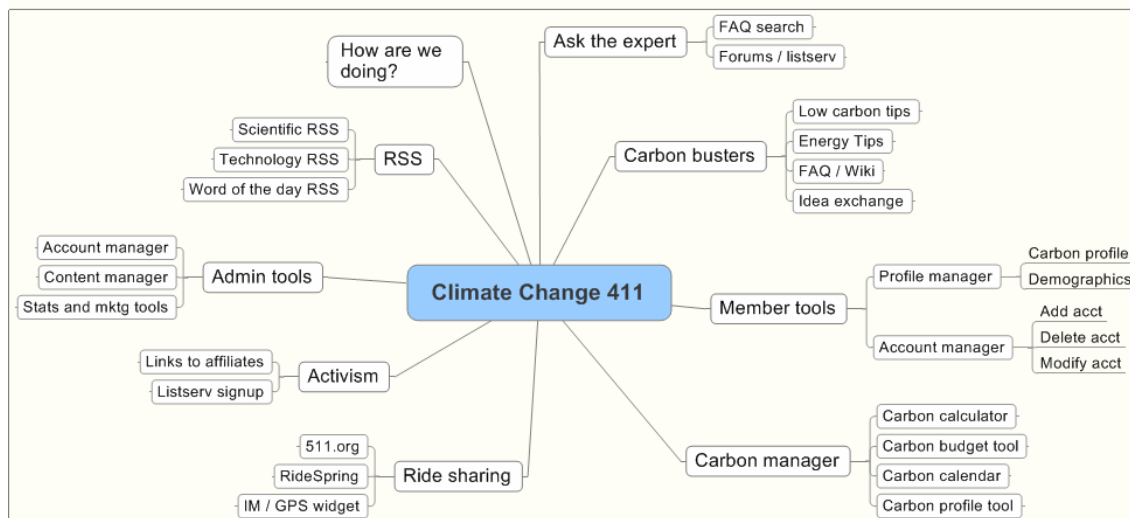 How are we
doing?
Ask the expert
FAQ search
Forums / listserv
Scientific RSS
Technology RSS
Word of the day RSS
RSS
Carbon busters
Low carbon tips
Energy Tips
FAQ / Wiki
Idea exchange
Account manager
Content manager
Stats and mktg tools
Admin tools
Climate Change 411
Member tools
Profile manager
Carbon profile
Demographics
Account manager
Add acct
Delete acct
Modify acct
Links to affiliates
Listserv signup
Activism
511.org
RideSpring
IM / GPS widget
Ride sharing
Carbon manager
Carbon calculator
Carbon budget tool
Carbon calendar
Carbon profile tool